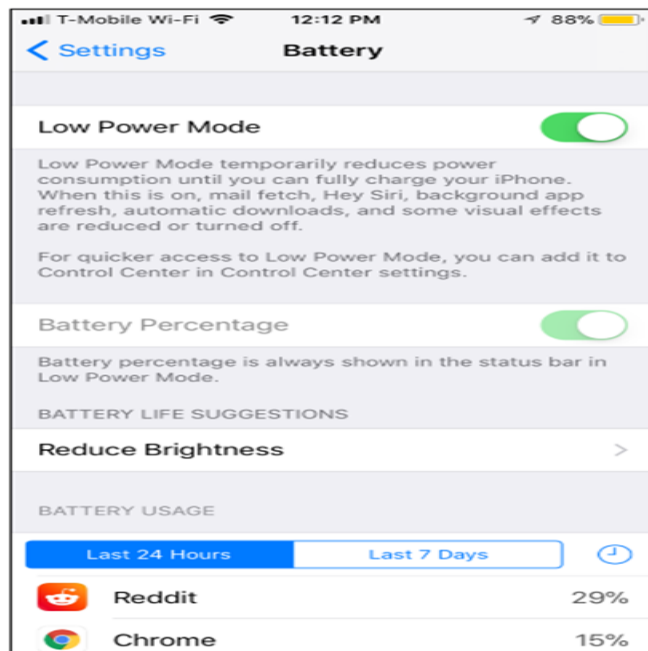 T-Mobile Wi-Fi 12:12 PM 88%
Settings Battery
Low Power Mode
Low Power Mode temporarily reduces power
consumption until you can fully charge your iPhone.
When this is on, mail fetch, Hey Siri, background app
refresh, automatic downloads, and some visual effects
are reduced or turned off.
For quicker access to Low Power Mode, you can add it to
Control Center in Control Center settings.
Battery Percentage
Battery percentage is always shown in the status bar in
Low Power Mode.
BATTERY LIFE SUGGESTIONS
Reduce Brightness
BATTERY USAGE
Last 24 Hours Last 7 Days
Reddit 29%
Chrome 15%